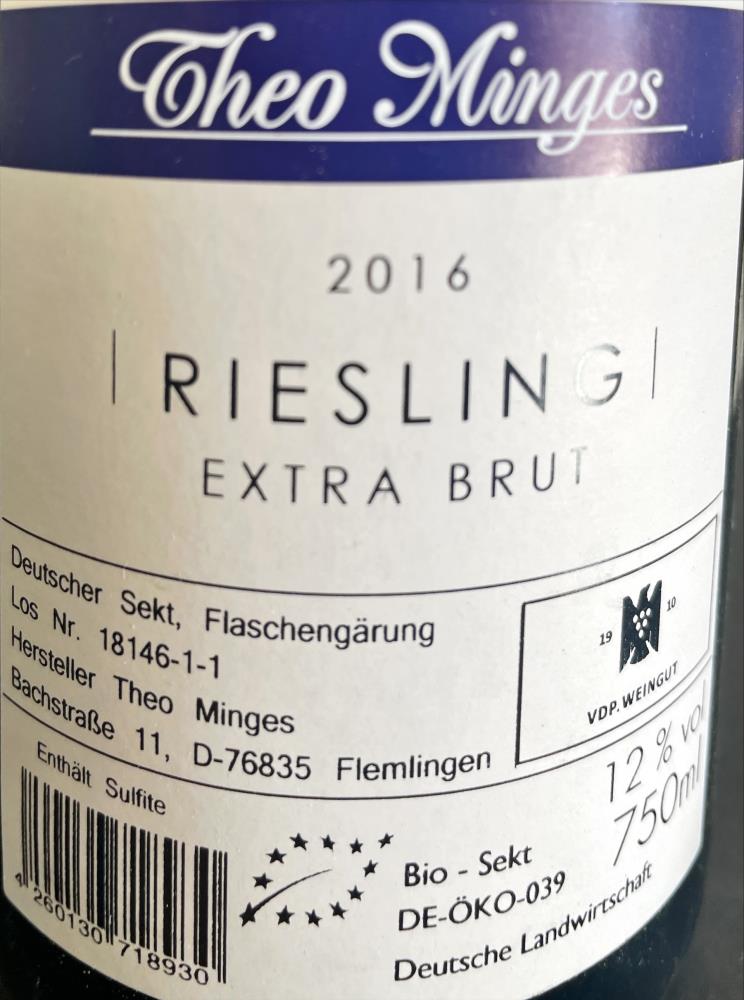 Theo Minges
2016
RIESLING
EXTRA BRUT
Deutscher Sekt, Flaschengärung
Los Nr. 18146-1-1
Hersteller Theo Minges
Bachstraße 11, D-76835 Flemlingen
19 10
VDP.WEINGUT
12 % vol
750ml
Enthält Sulfite
4 260130 718930
Bio - Sekt
DE-ÖKO-039
Deutsche Landwirtschaft